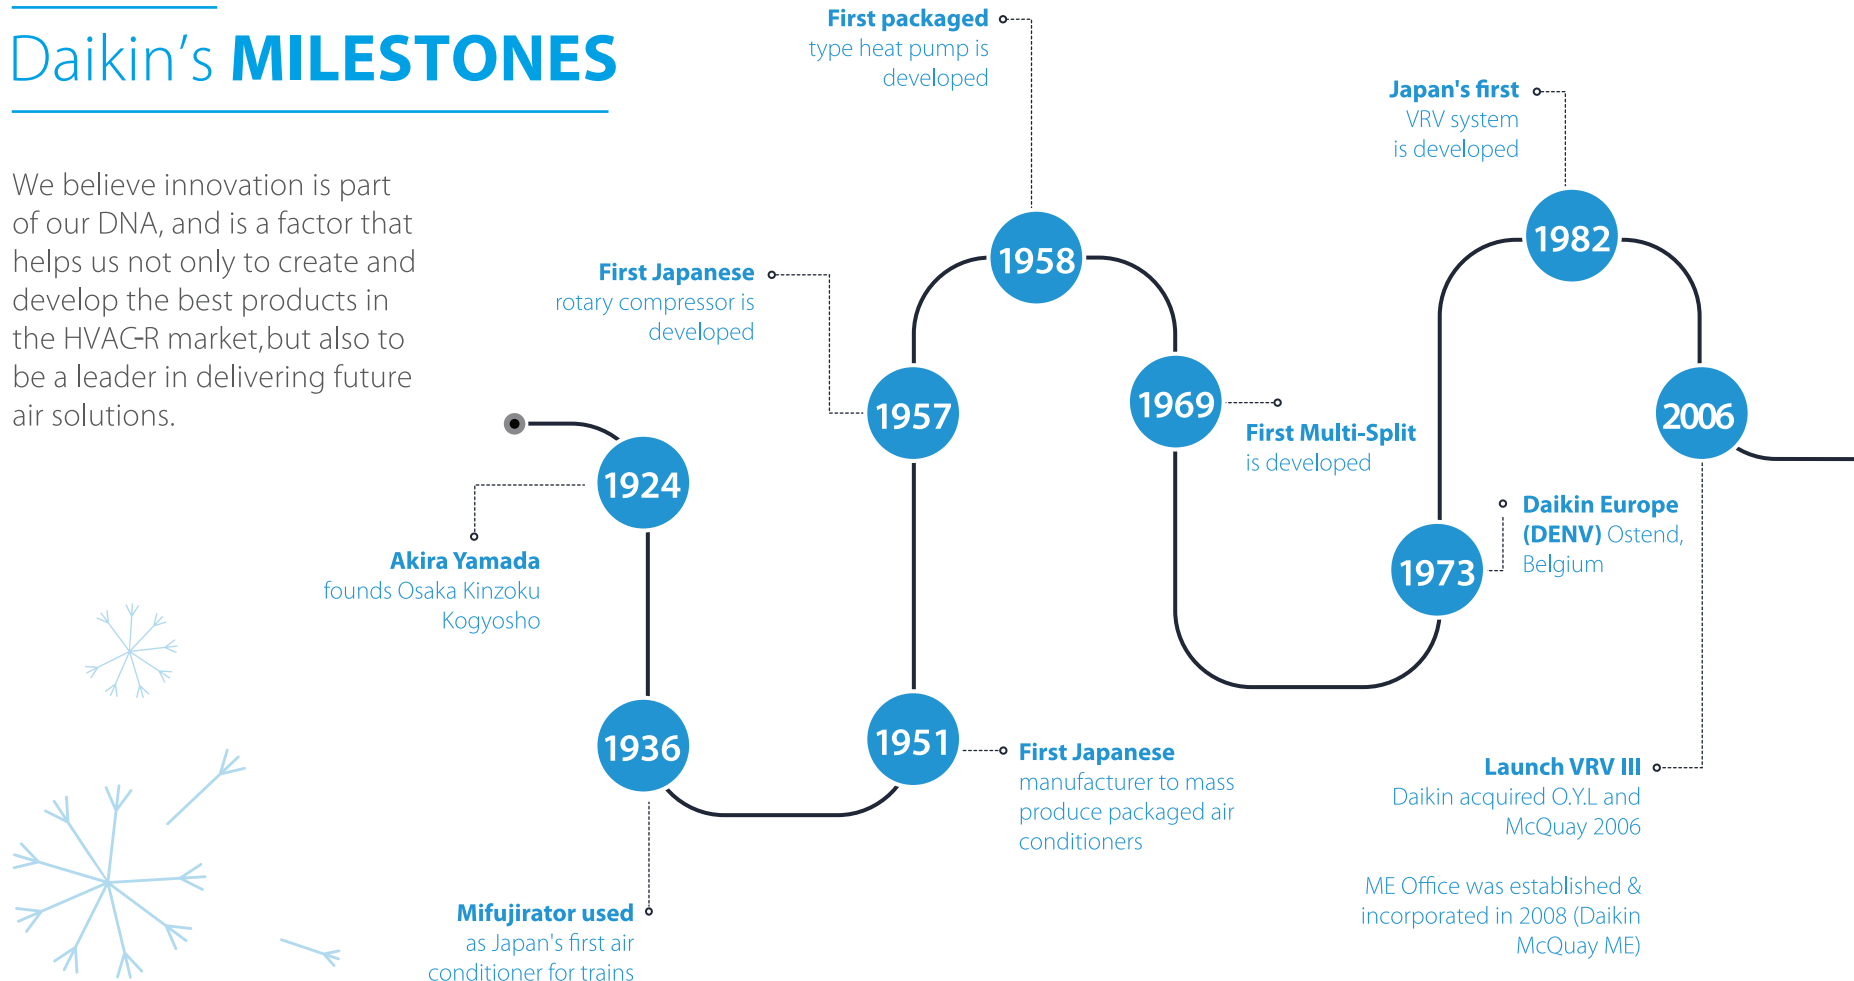 Daikin's MILESTONES
We believe innovation is part
of our DNA, and is a factor that
helps us not only to create and
develop the best products in
the HVAC-R market, but also to
be a leader in delivering future
air solutions.
1924
Akira Yamada
founds Osaka Kinzoku
Kogyosho
1936
Mifujirator used
as Japan's first air
conditioner for trains
1951
First Japanese
manufacturer to mass
produce packaged air
conditioners
1957
First Japanese
rotary compressor is
developed
1958
First packaged
type heat pump is
developed
1969
First Multi-Split
is developed
1973
Daikin Europe
(DENV) Ostend,
Belgium
1982
Japan's first
VRV system
is developed
2006
Launch VRV III
Daikin acquired O.Y.L and
McQuay 2006
ME Office was established &
incorporated in 2008 (Daikin
McQuay ME)